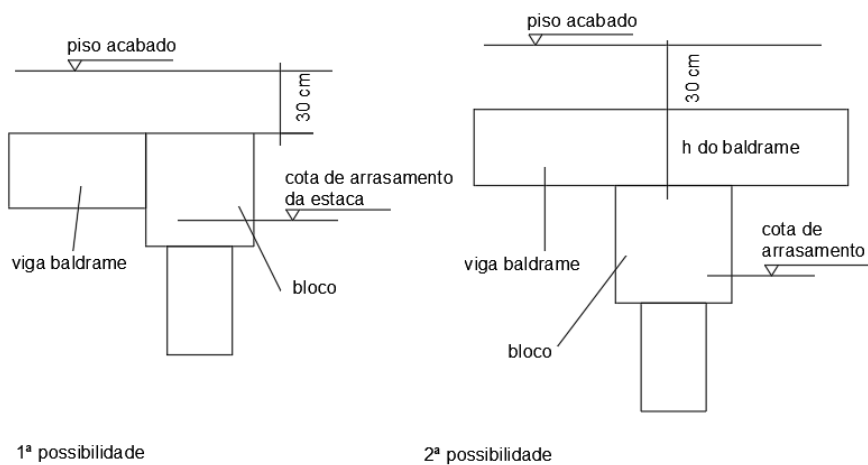 piso acabado
30 cm
cota de arrasamento
da estaca
viga baldrame
bloco
1ª possibilidade
piso acabado
30 cm
h do baldrame
cota de
arrasamento
viga baldrame
bloco
2ª possibilidade